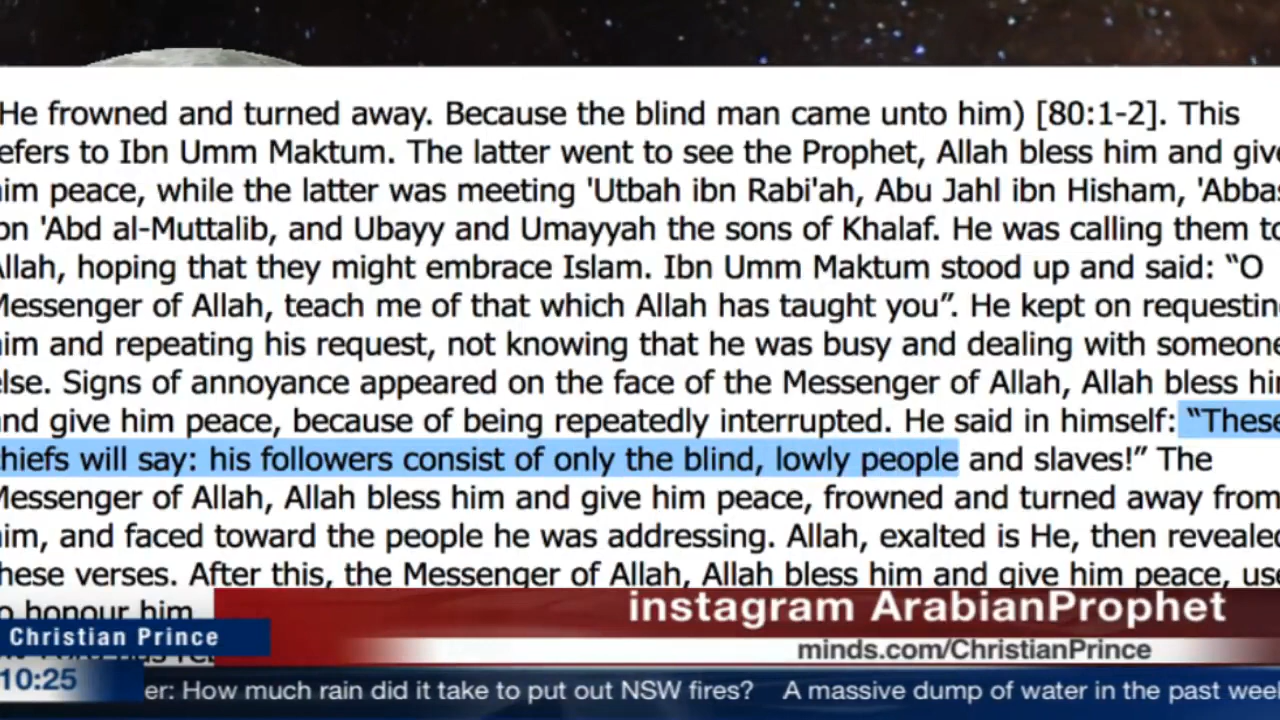 He frowned and turned away. Because the blind man came unto him) [80:1-2]. This
efers to Ibn Umm Maktum. The latter went to see the Prophet, Allah bless him and give
im peace, while the latter was meeting 'Utbah ibn Rabi'ah, Abu Jahl ibn Hisham, 'Abbas
bn 'Abd al-Muttalib, and Ubayy and Umayyah the sons of Khalaf. He was calling them to
Allah, hoping that they might embrace Islam. Ibn Umm Maktum stood up and said: “O
Messenger of Allah, teach me of that which Allah has taught you”. He kept on requesting
him and repeating his request, not knowing that he was busy and dealing with someone
else. Signs of annoyance appeared on the face of the Messenger of Allah, Allah bless him
and give him peace, because of being repeatedly interrupted. He said in himself: “These
chiefs will say: his followers consist of only the blind, lowly people and slaves!” The
Messenger of Allah, Allah bless him and give him peace, frowned and turned away from
him, and faced toward the people he was addressing. Allah, exalted is He, then revealed
these verses. After this, the Messenger of Allah, Allah bless him and give him peace, use
o honour him
instagram ArabianProphet
Christian Prince
minds.com/ChristianPrince
10:25
er: How much rain did it take to put out NSW fires? A massive dump of water in the past week